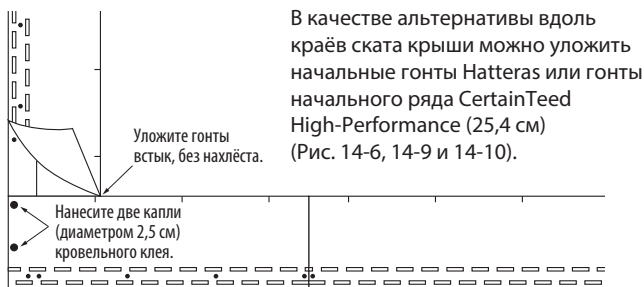 В качестве альтернативы вдоль
краёв ската крыши можно уложить
начальные гонты Hatteras или гонты
начального ряда CertainTeed
High-Performance (25,4 см)
(Рис. 14-6, 14-9 и 14-10).
Уложите гонты
встык, без нахлёста.
Нанесите две капли
(диаметром 2,5 см)
кровельного клея.